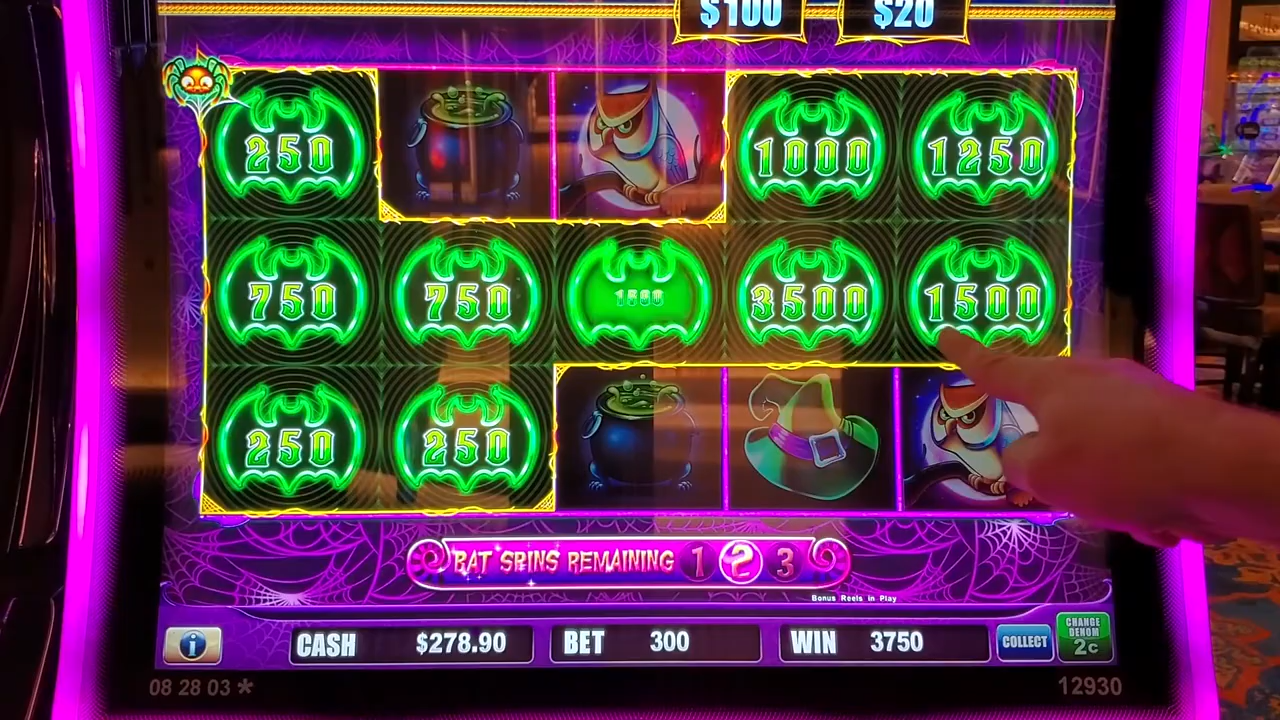 $100 $20
250 1000 1250
750 750 1500 3500 1500
250 250
BAT SPINS REMAINING 1 2 3
Bonus Reels in Play
i CASH $278.90 BET 300 WIN 3750 COLLECT CHANGE DENOM 2¢
08 28 03 * 12930